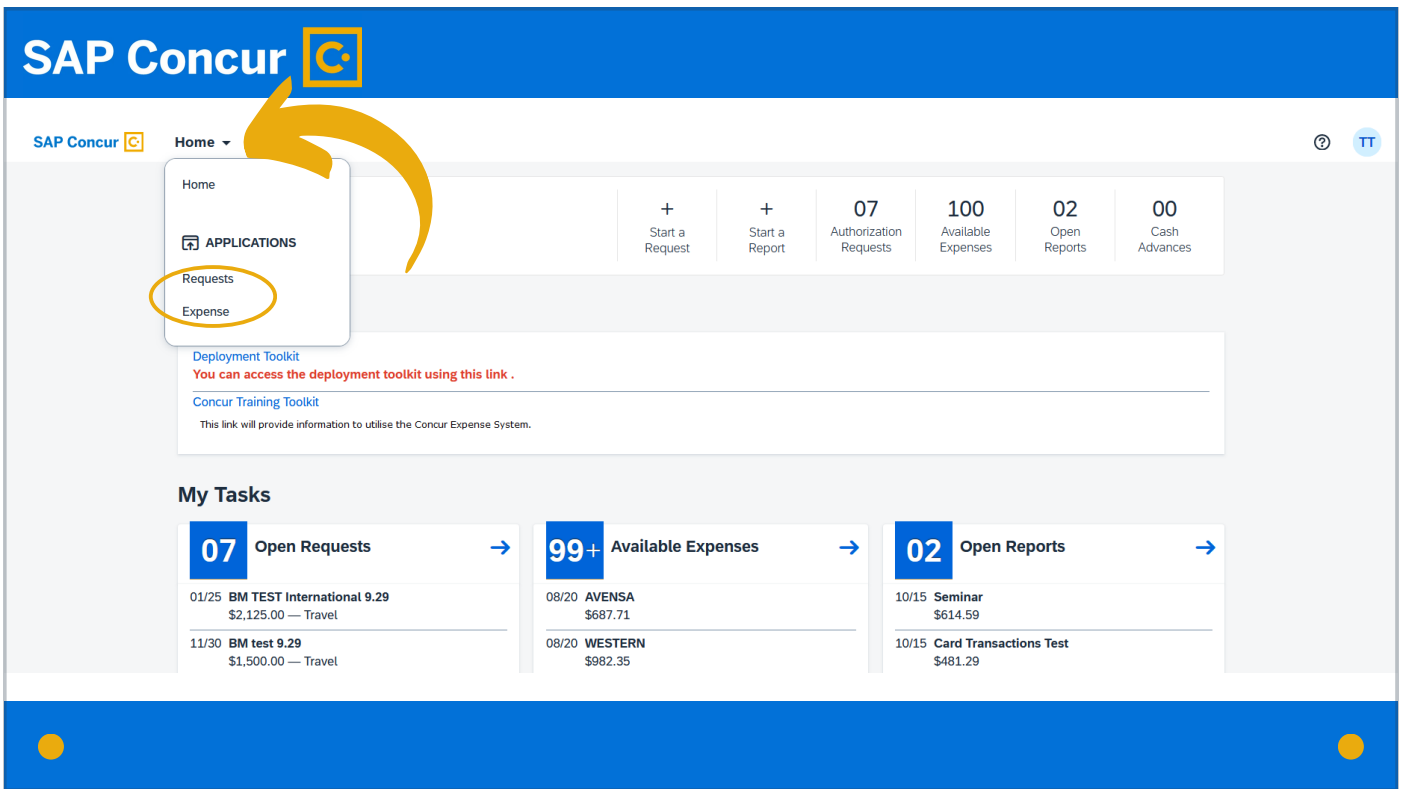 SAP Concur C
SAP Concur C
Home
TT
Home
APPLICATIONS
Requests
Expense
+
Start a
Request
+
Start a
Report
07
Authorization
Requests
100
Available
Expenses
02
Open
Reports
00
Cash
Advances
Deployment Toolkit
You can access the deployment toolkit using this link .
Concur Training Toolkit
This link will provide information to utilise the Concur Expense System.
My Tasks
07 Open Requests
01/25 BM TEST International 9.29
$2,125.00 — Travel
11/30 BM test 9.29
$1,500.00 — Travel
99+ Available Expenses
08/20 AVENSA
$687.71
08/20 WESTERN
$982.35
02 Open Reports
10/15 Seminar
$614.59
10/15 Card Transactions Test
$481.29